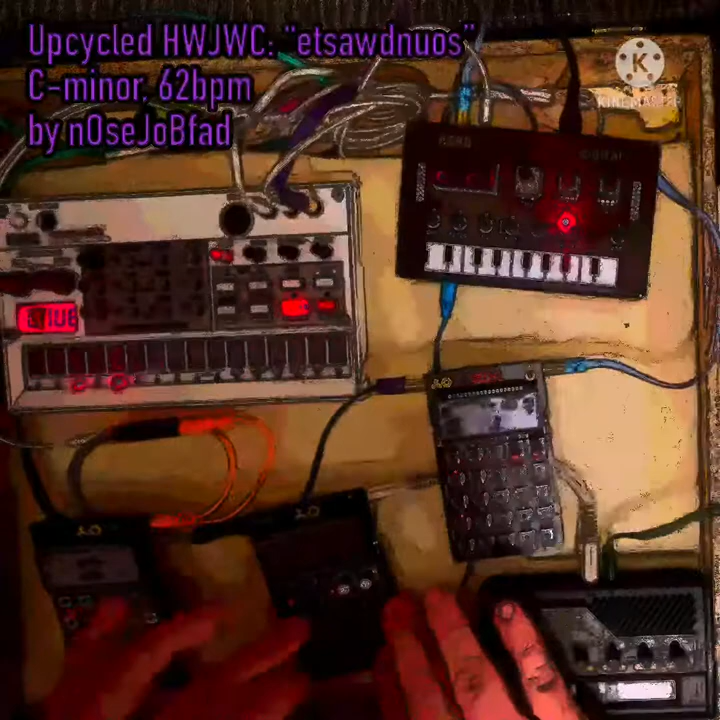 Upcycled HWJWC: "etsawdnuos"
C-minor, 62bpm
by n0seJoBfad
K
KINEMASTER
KORG